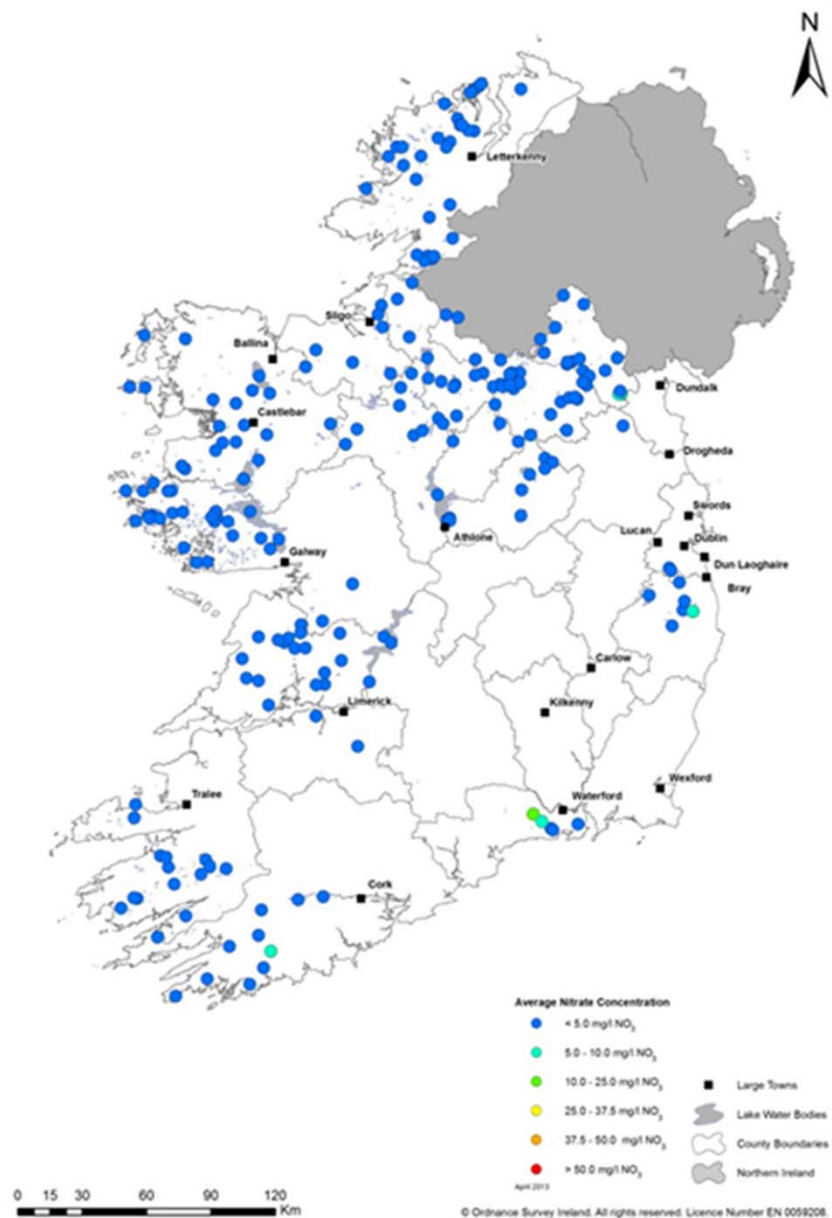 N
Letterkenny
Sligo
Ballina
Dundalk
Castlebar
Drogheda
Swords
Lucan
Dublin
Athlone
Galway
Dun Laoghaire
Bray
Carlow
Limerick
Kilkenny
Wexford
Tralee
Waterford
Cork
Average Nitrate Concentration
< 5.0 mg/l NO3
5.0 - 10.0 mg/l NO3
10.0 - 25.0 mg/l NO3
25.0 - 37.5 mg/l NO3
37.5 - 50.0 mg/l NO3
> 50.0 mg/l NO3
April 2013
Large Towns
Lake Water Bodies
County Boundaries
Northern Ireland
0 15 30 60 90 120
Km
© Ordnance Survey Ireland. All rights reserved. Licence Number EN 0059208.